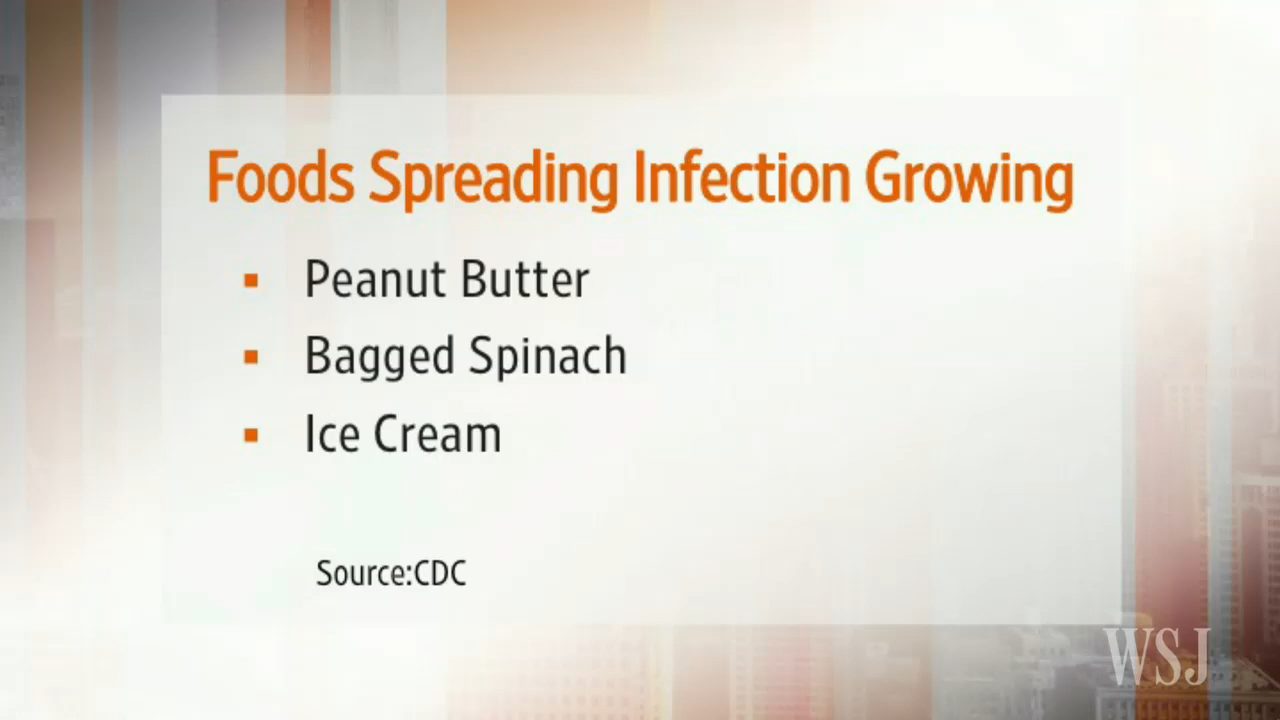 Foods Spreading Infection Growing
▪ Peanut Butter
▪ Bagged Spinach
▪ Ice Cream
Source:CDC
WSJ